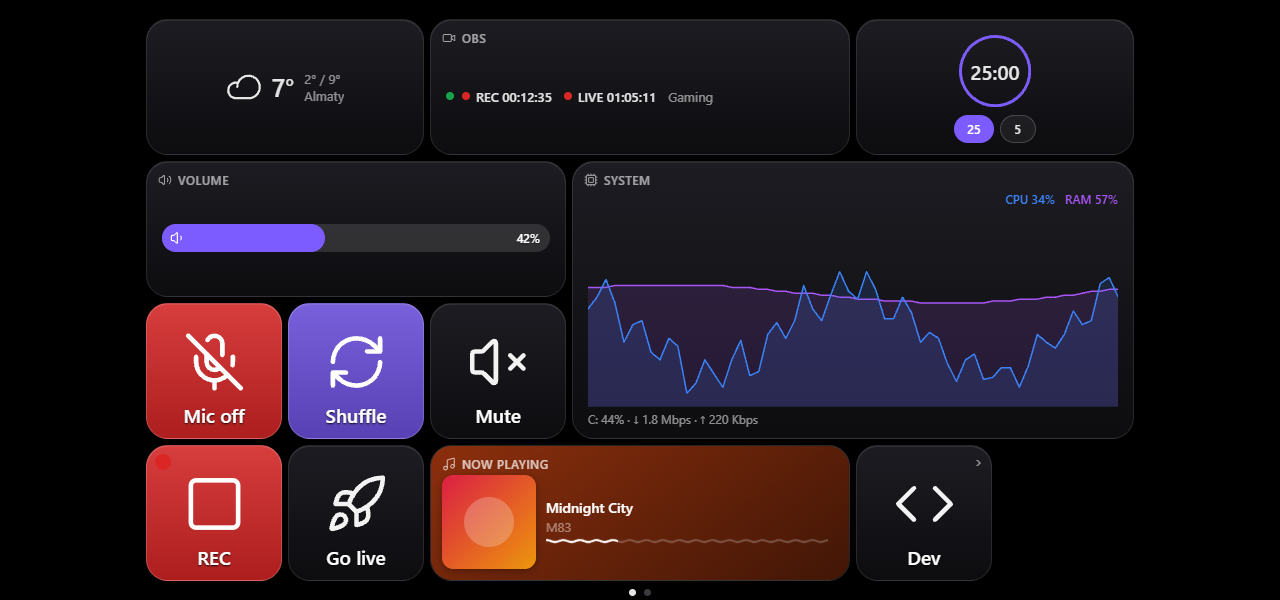 7°
2° / 9°
Almaty
OBS
REC 00:12:35 LIVE 01:05:11 Gaming
25:00
25 5
VOLUME
42%
SYSTEM
CPU 34% RAM 57%
C: 44% · ↓ 1.8 Mbps · ↑ 220 Kbps
Mic off
Shuffle
Mute
REC
Go live
NOW PLAYING
Midnight City
M83
Dev